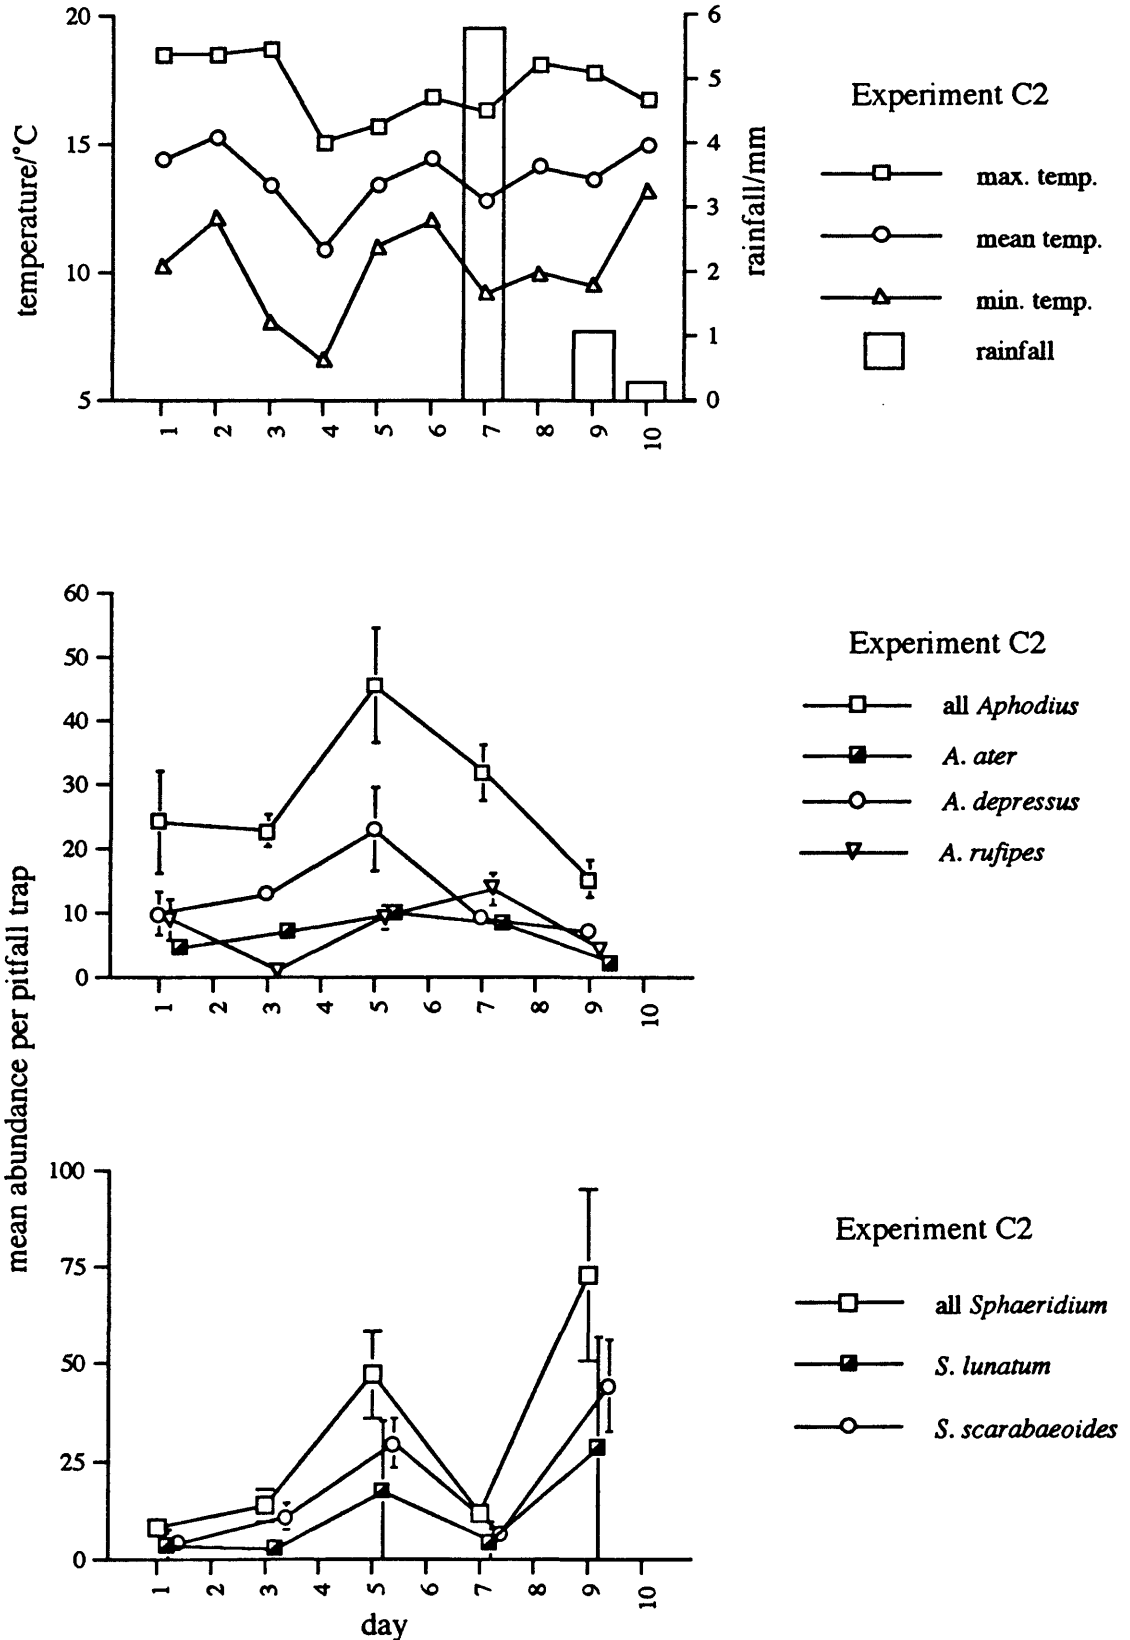 Experiment C2
max. temp.
mean temp.
min. temp.
rainfall
temperature/°C
rainfall/mm
20
15
10
5
6
5
4
3
2
1
0
1 2 3 4 5 6 7 8 9 10
Experiment C2
all Aphodius
A. ater
A. depressus
A. rufipes
mean abundance per pitfall trap
60
50
40
30
20
10
0
1 2 3 4 5 6 7 8 9 10
Experiment C2
all Sphaeridium
S. lunatum
S. scarabaeoides
100
75
50
25
0
1 2 3 4 5 6 7 8 9 10
day